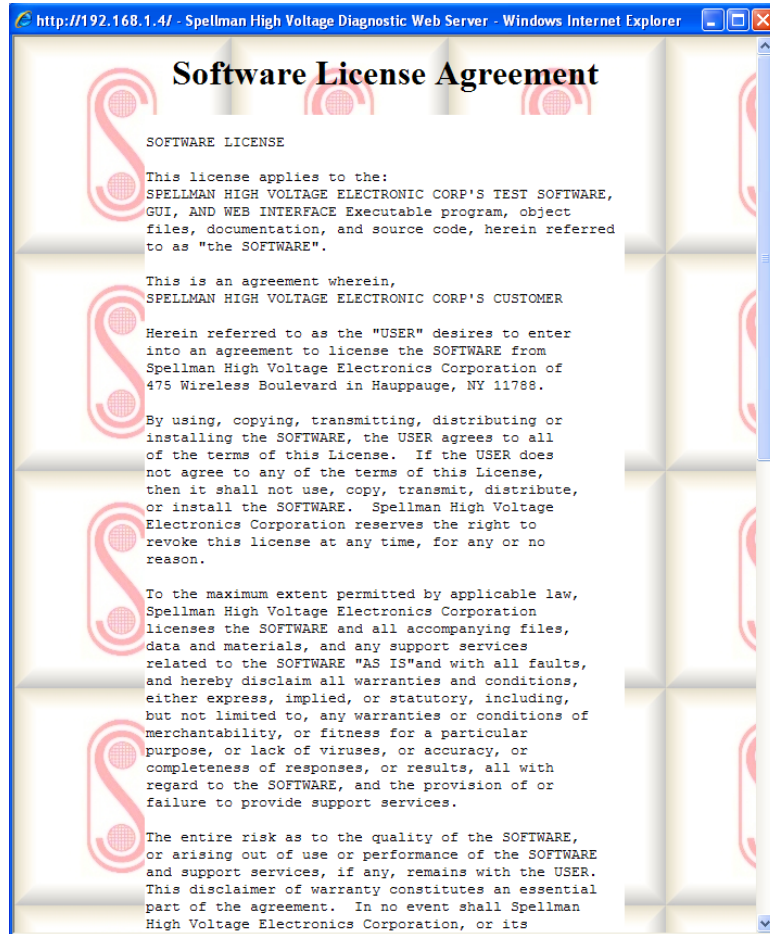 http://192.168.1.4/ - Spellman High Voltage Diagnostic Web Server - Windows Internet Explorer
Software License Agreement
SOFTWARE LICENSE
This license applies to the:
SPELLMAN HIGH VOLTAGE ELECTRONIC CORP'S TEST SOFTWARE,
GUI, AND WEB INTERFACE Executable program, object
files, documentation, and source code, herein referred
to as "the SOFTWARE".
This is an agreement wherein,
SPELLMAN HIGH VOLTAGE ELECTRONIC CORP'S CUSTOMER
Herein referred to as the "USER" desires to enter
into an agreement to license the SOFTWARE from
Spellman High Voltage Electronics Corporation of
475 Wireless Boulevard in Hauppauge, NY 11788.
By using, copying, transmitting, distributing or
installing the SOFTWARE, the USER agrees to all
of the terms of this License.  If the USER does
not agree to any of the terms of this License,
then it shall not use, copy, transmit, distribute,
or install the SOFTWARE.  Spellman High Voltage
Electronics Corporation reserves the right to
revoke this license at any time, for any or no
reason.
To the maximum extent permitted by applicable law,
Spellman High Voltage Electronics Corporation
licenses the SOFTWARE and all accompanying files,
data and materials, and any support services
related to the SOFTWARE "AS IS"and with all faults,
and hereby disclaim all warranties and conditions,
either express, implied, or statutory, including,
but not limited to, any warranties or conditions of
merchantability, or fitness for a particular
purpose, or lack of viruses, or accuracy, or
completeness of responses, or results, all with
regard to the SOFTWARE, and the provision of or
failure to provide support services.
The entire risk as to the quality of the SOFTWARE,
or arising out of use or performance of the SOFTWARE
and support services, if any, remains with the USER.
This disclaimer of warranty constitutes an essential
part of the agreement.  In no event shall Spellman
High Voltage Electronics Corporation, or its